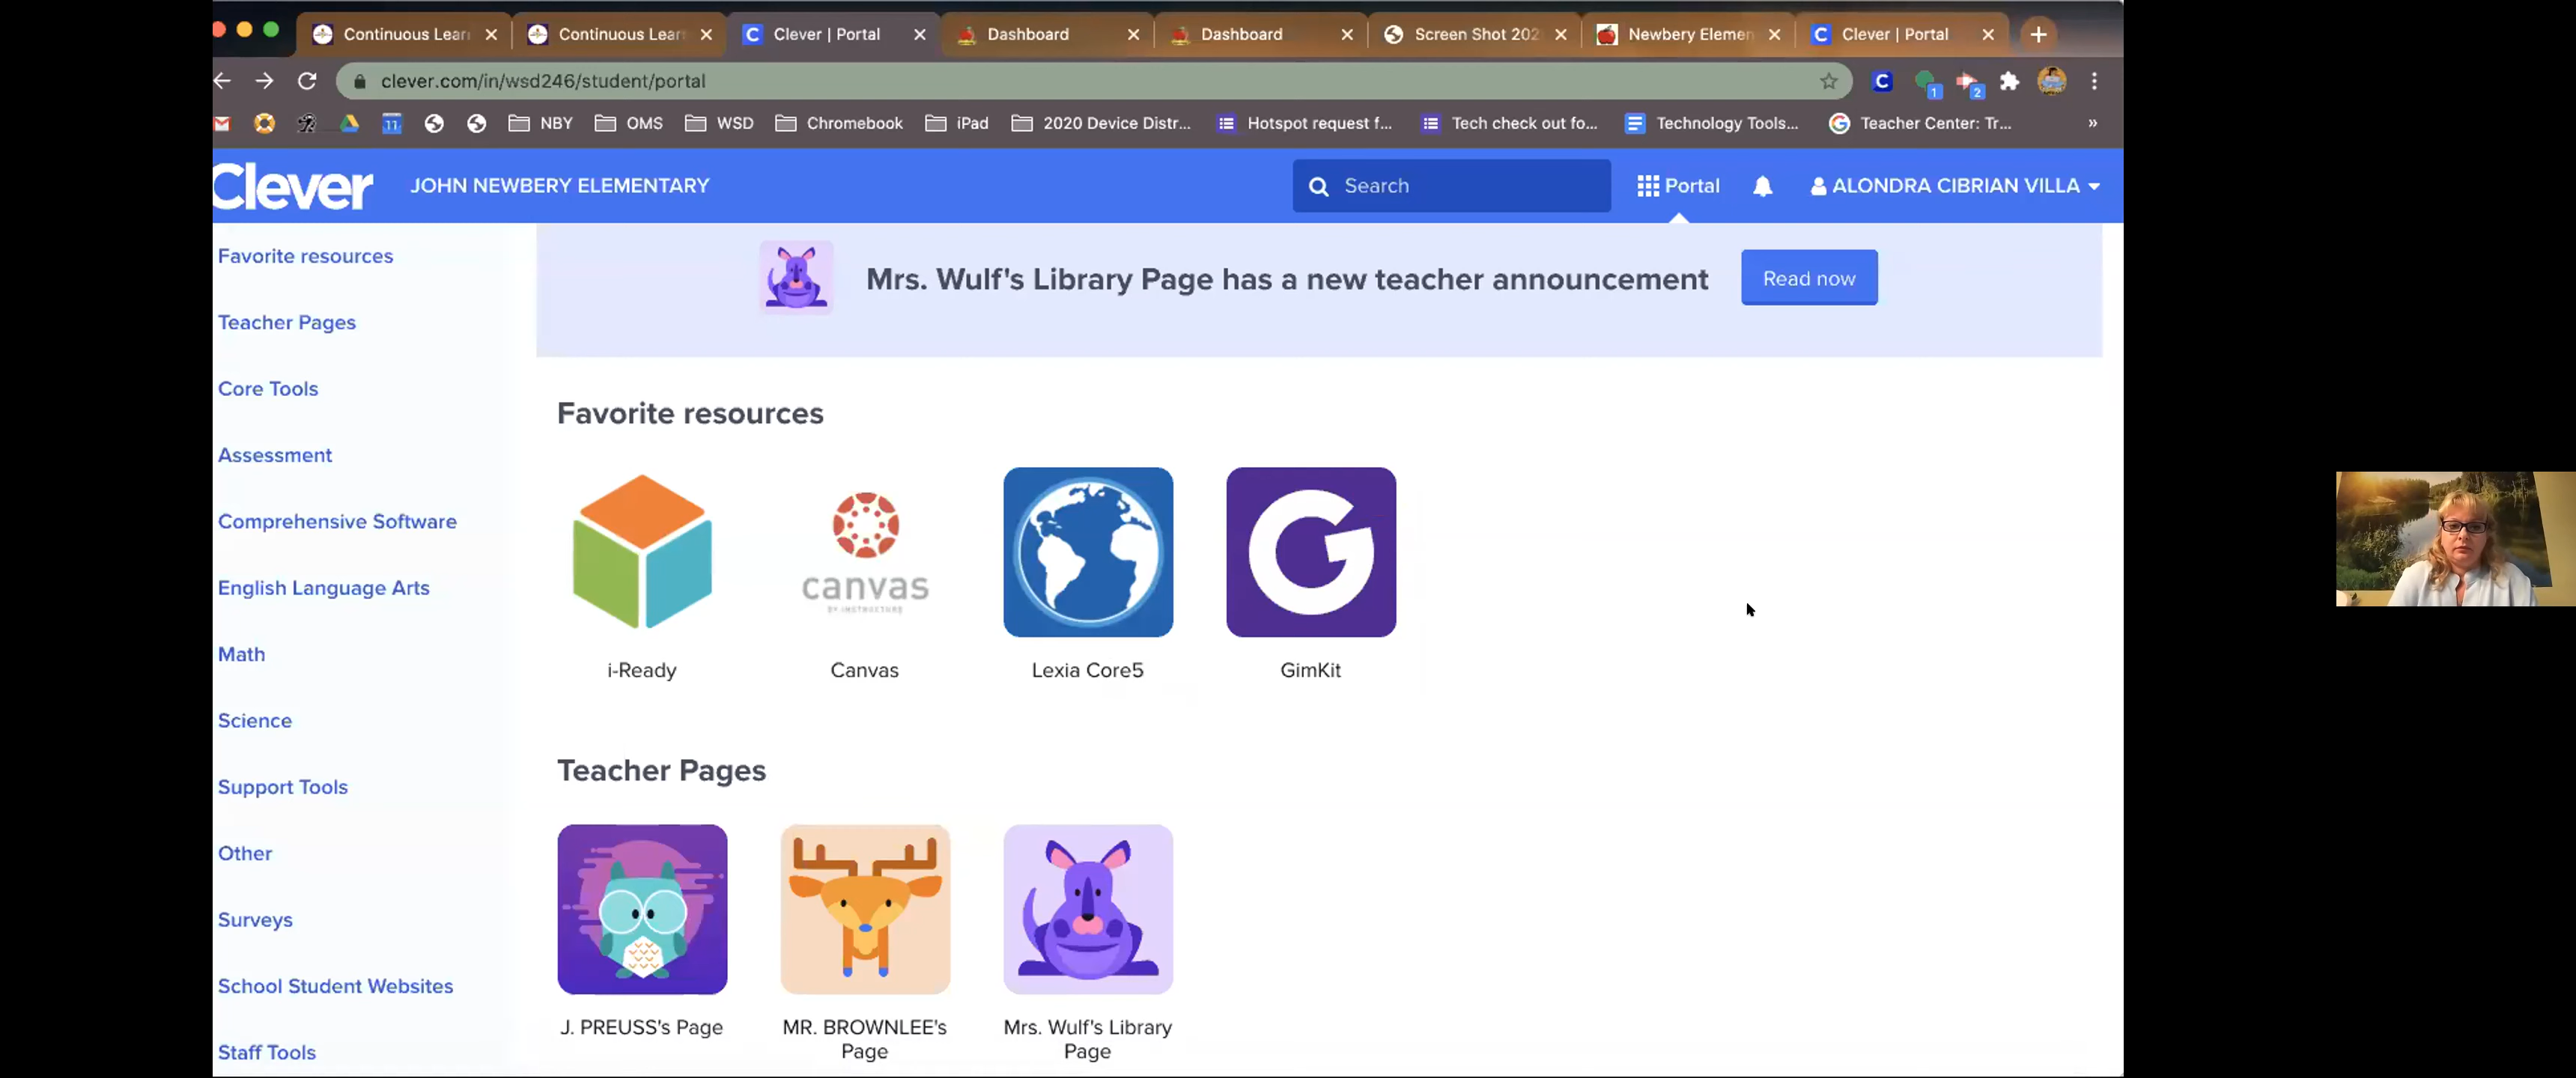 Continuous Lear
Continuous Lear
Clever | Portal
Dashboard
Dashboard
Screen Shot 202
Newbery Elemen
Clever | Portal
clever.com/in/wsd246/student/portal
1
2
11
NBY
OMS
WSD
Chromebook
iPad
2020 Device Distr...
Hotspot request f...
Tech check out fo...
Technology Tools...
Teacher Center: Tr...
»
Clever
JOHN NEWBERY ELEMENTARY
Search
Portal
ALONDRA CIBRIAN VILLA
Favorite resources
Teacher Pages
Core Tools
Assessment
Comprehensive Software
English Language Arts
Math
Science
Support Tools
Other
Surveys
School Student Websites
Staff Tools
Mrs. Wulf's Library Page has a new teacher announcement
Read now
Favorite resources
canvas
BY INSTRUCTURE
G
i-Ready
Canvas
Lexia Core5
GimKit
Teacher Pages
J. PREUSS's Page
MR. BROWNLEE's
Page
Mrs. Wulf's Library
Page